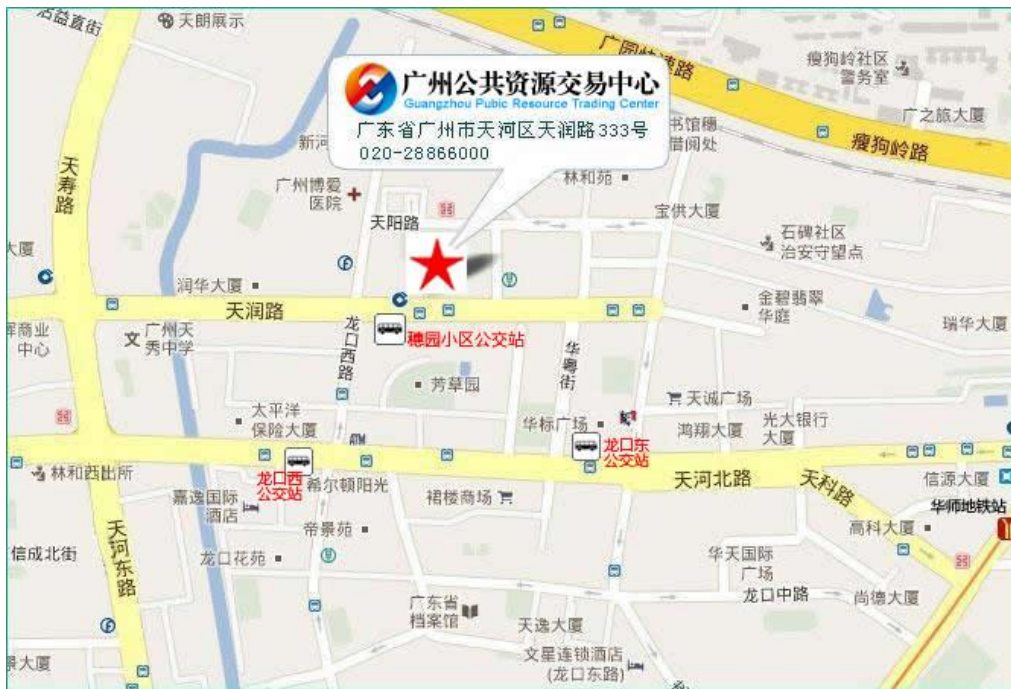 沾益直街
天朗展示
广园快速路
瘦狗岭社区
警务室
广之旅大厦
瘦狗岭路
广州公共资源交易中心
Guangzhou Pubic Resource Trading Center
广东省广州市天河区天润路333号
020-28866000
书馆穗
借阅处
新河
天寿路
广州博爱
医院
林和苑
天阳路
宝供大厦
石碑社区
治安守望点
大厦
润华大厦
天润路
金碧翡翠
华庭
瑞华大厦
商业
中心
文
广州天
秀中学
龙口西路
穗园小区公交站
华粤街
芳草园
天诚广场
太平洋
保险大厦
ATM
华标广场
鸿翔大厦
光大银行
大厦
龙口东
公交站
林和西出所
龙口西
公交站
希尔顿阳光
天河北路
天科路
信源大厦
嘉逸国际
酒店
裙楼商场
华师地铁站
帝景苑
高科大厦
信成北街
天河东路
龙口花苑
华天国际
广场
龙口中路
尚德大厦
广东省
档案馆
天逸大厦
景大厦
文星连锁酒店
(龙口东路)